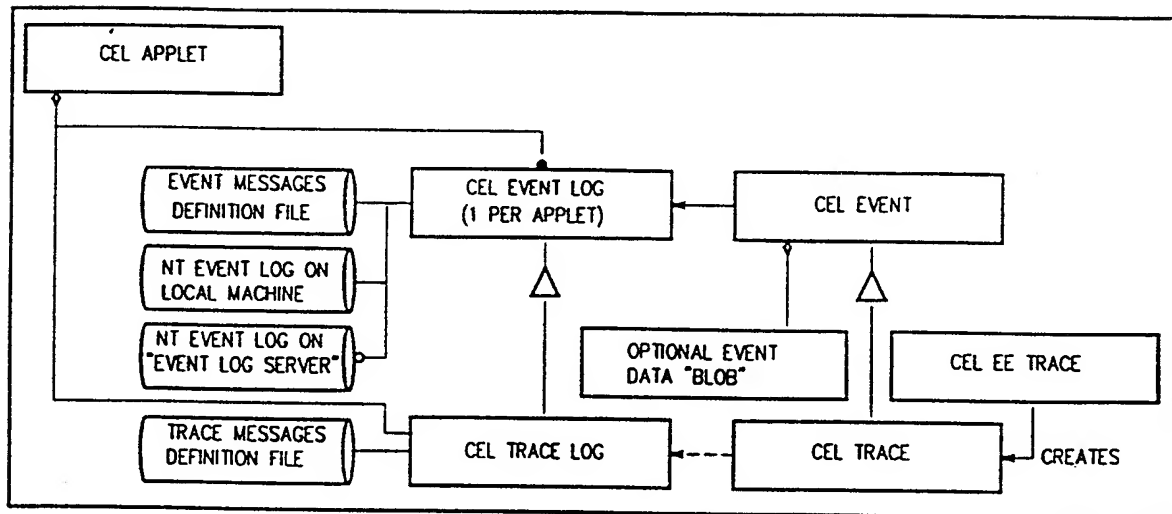 CEL APPLET
EVENT MESSAGES
DEFINITION FILE
CEL EVENT LOG
(1 PER APPLET)
CEL EVENT
NT EVENT LOG ON
LOCAL MACHINE
NT EVENT LOG ON
"EVENT LOG SERVER"
OPTIONAL EVENT
DATA "BLOB"
CEL EE TRACE
TRACE MESSAGES
DEFINITION FILE
CEL TRACE LOG
CEL TRACE
CREATES